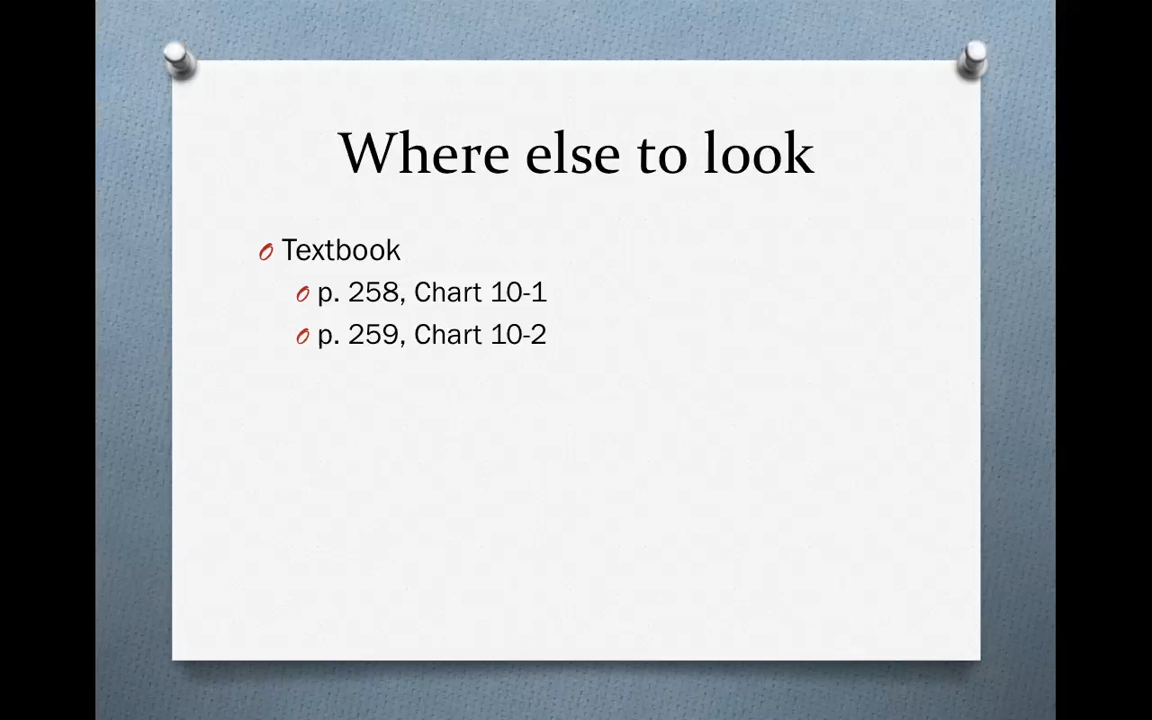 Where else to look
Textbook
p. 258, Chart 10-1
p. 259, Chart 10-2